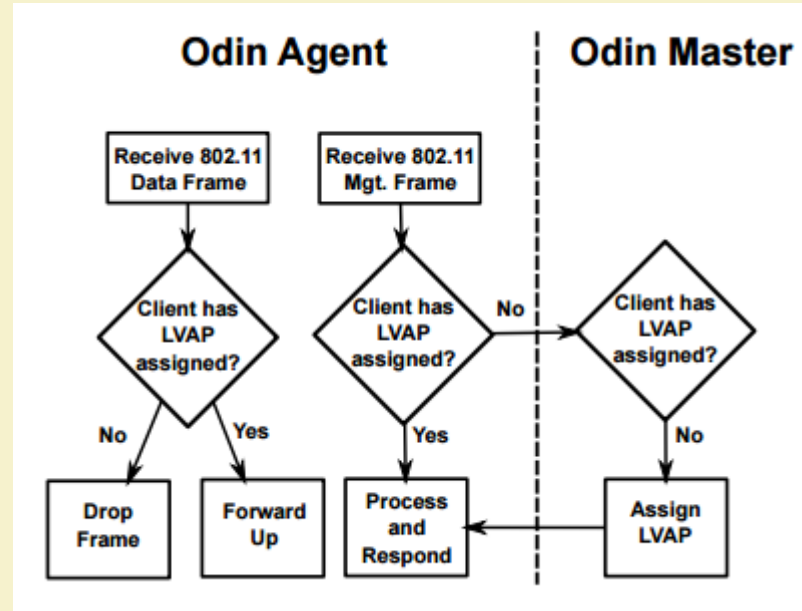 Odin Agent
Odin Master
Receive 802.11
Data Frame
Receive 802.11
Mgt. Frame
Client has
LVAP
assigned?
Client has
LVAP
assigned?
No
Client has
LVAP
assigned?
No
Yes
Yes
No
Drop
Frame
Forward
Up
Process
and
Respond
Assign
LVAP